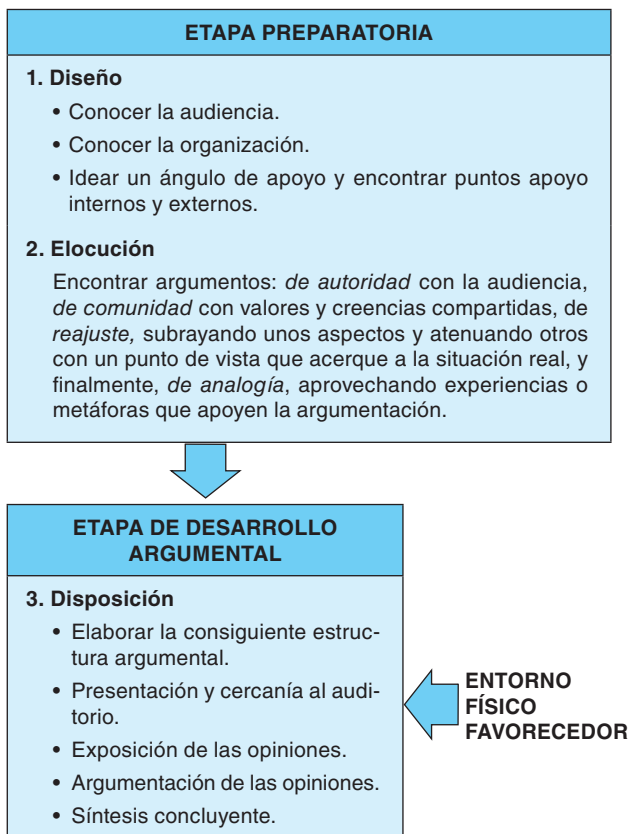 ETAPA PREPARATORIA
1. Diseño
• Conocer la audiencia.
• Conocer la organización.
• Idear un ángulo de apoyo y encontrar puntos apoyo
internos y externos.
2. Elocución
Encontrar argumentos: de autoridad con la audiencia,
de comunidad con valores y creencias compartidas, de
reajuste, subrayando unos aspectos y atenuando otros
con un punto de vista que acerque a la situación real, y
finalmente, de analogía, aprovechando experiencias o
metáforas que apoyen la argumentación.
ETAPA DE DESARROLLO
ARGUMENTAL
3. Disposición
• Elaborar la consiguiente estruc-
tura argumental.
• Presentación y cercanía al audi-
torio.
• Exposición de las opiniones.
• Argumentación de las opiniones.
• Síntesis concluyente.
ENTORNO
FÍSICO
FAVORECEDOR